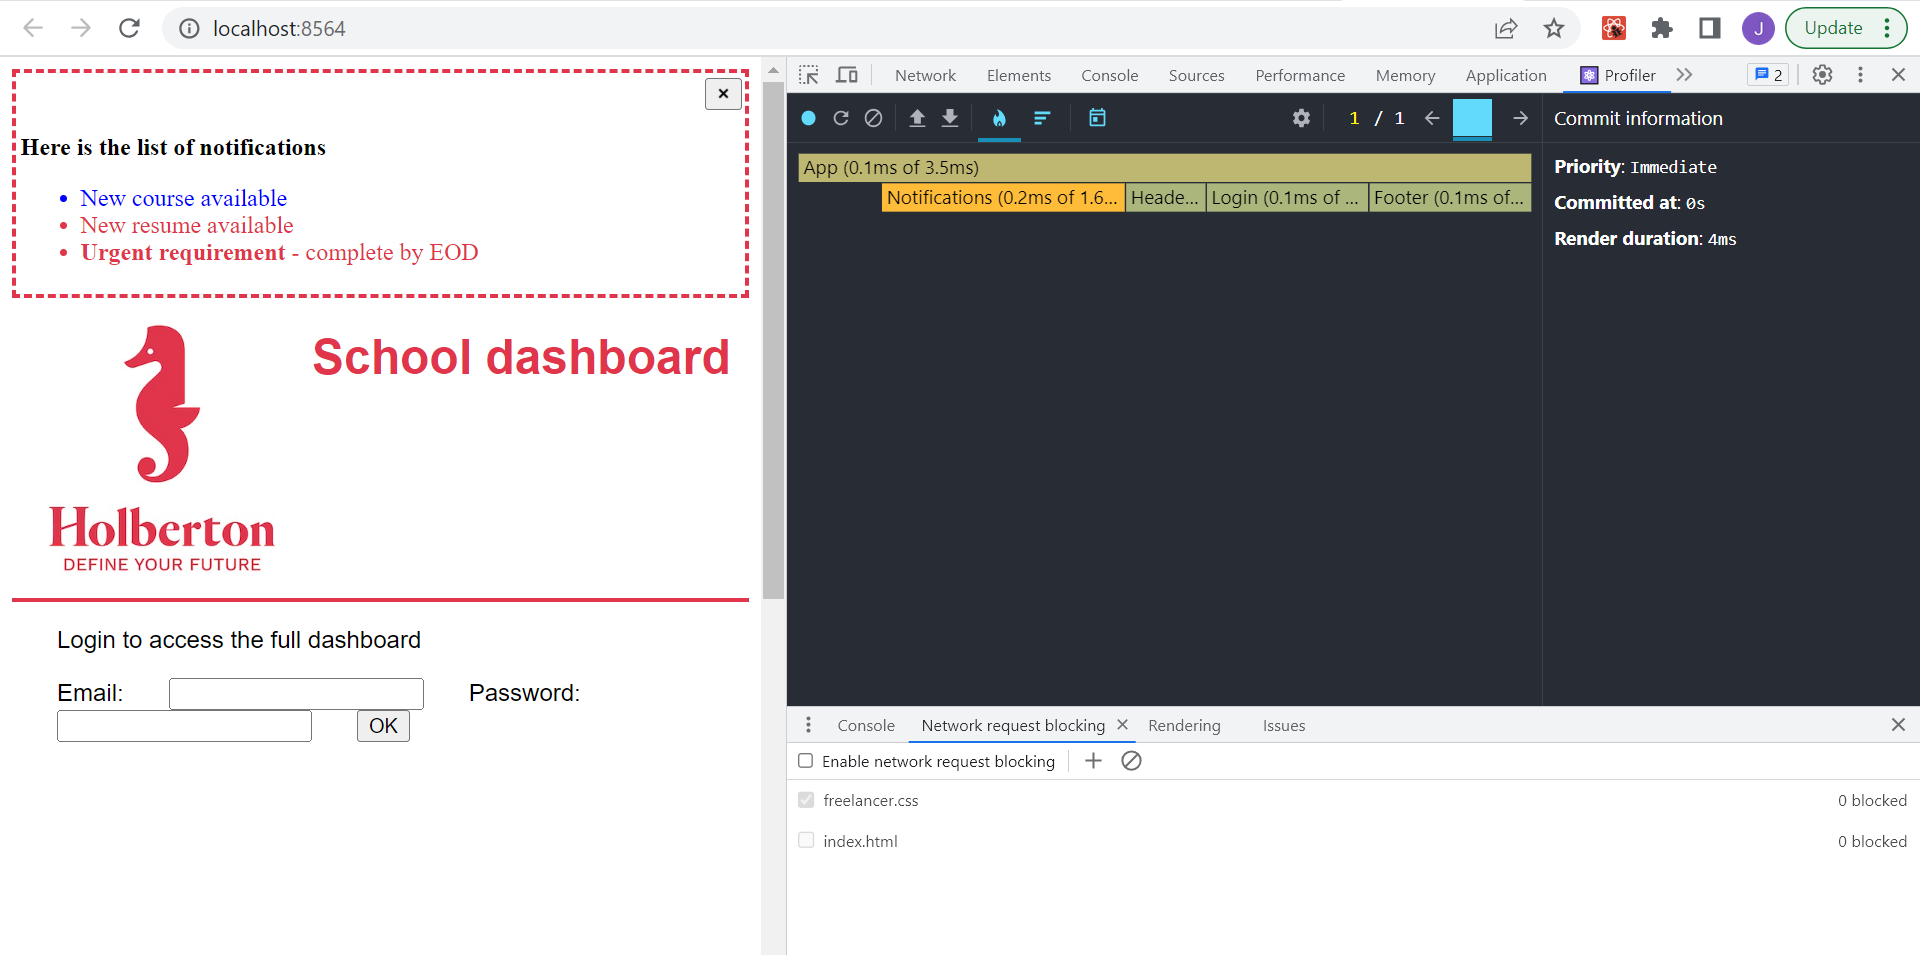 localhost:8564
J
Update
×
Here is the list of notifications
New course available
New resume available
Urgent requirement - complete by EOD
School dashboard
Holberton
DEFINE YOUR FUTURE
Login to access the full dashboard
Email:
Password:
OK
Network Elements Console Sources Performance Memory Application Profiler 2
1 / 1
Commit information
App (0.1ms of 3.5ms)
Notifications (0.2ms of 1.6... Heade... Login (0.1ms of ... Footer (0.1ms of...
Priority: Immediate
Committed at: 0s
Render duration: 4ms
Console Network request blocking Rendering Issues
Enable network request blocking
freelancer.css 0 blocked
index.html 0 blocked